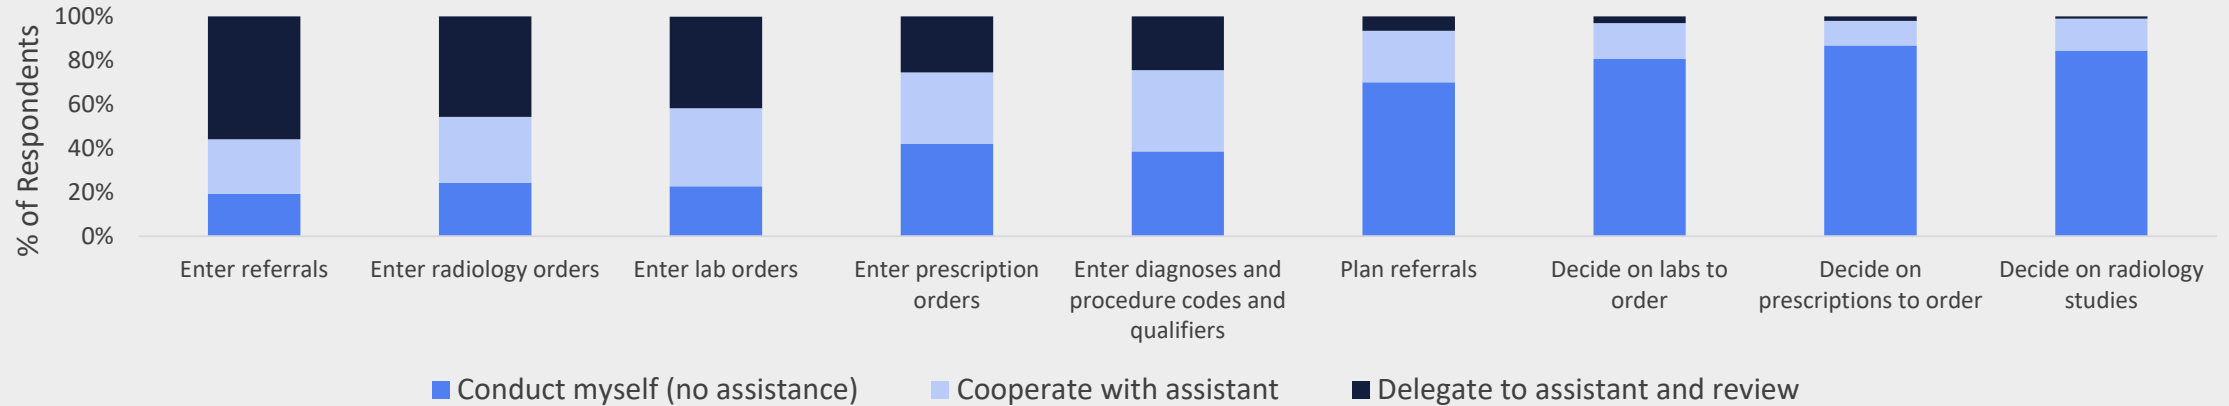 % of Respondents
100%
80%
60%
40%
20%
0%
Enter referrals
Enter radiology orders
Enter lab orders
Enter prescription
orders
Enter diagnoses and
procedure codes and
qualifiers
Plan referrals
Decide on labs to
order
Decide on
prescriptions to order
Decide on radiology
studies
Conduct myself (no assistance)
Cooperate with assistant
Delegate to assistant and review